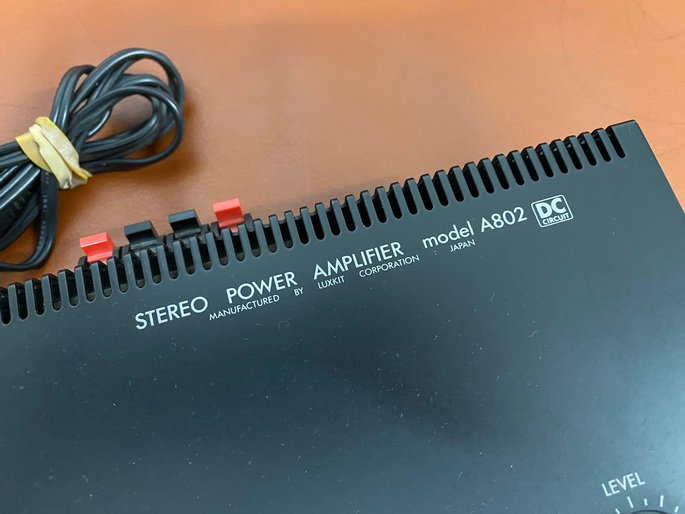 STEREO POWER AMPLIFIER model A802 DC CIRCUIT
MANUFACTURED BY LUXKIT CORPORATION : JAPAN
LEVEL